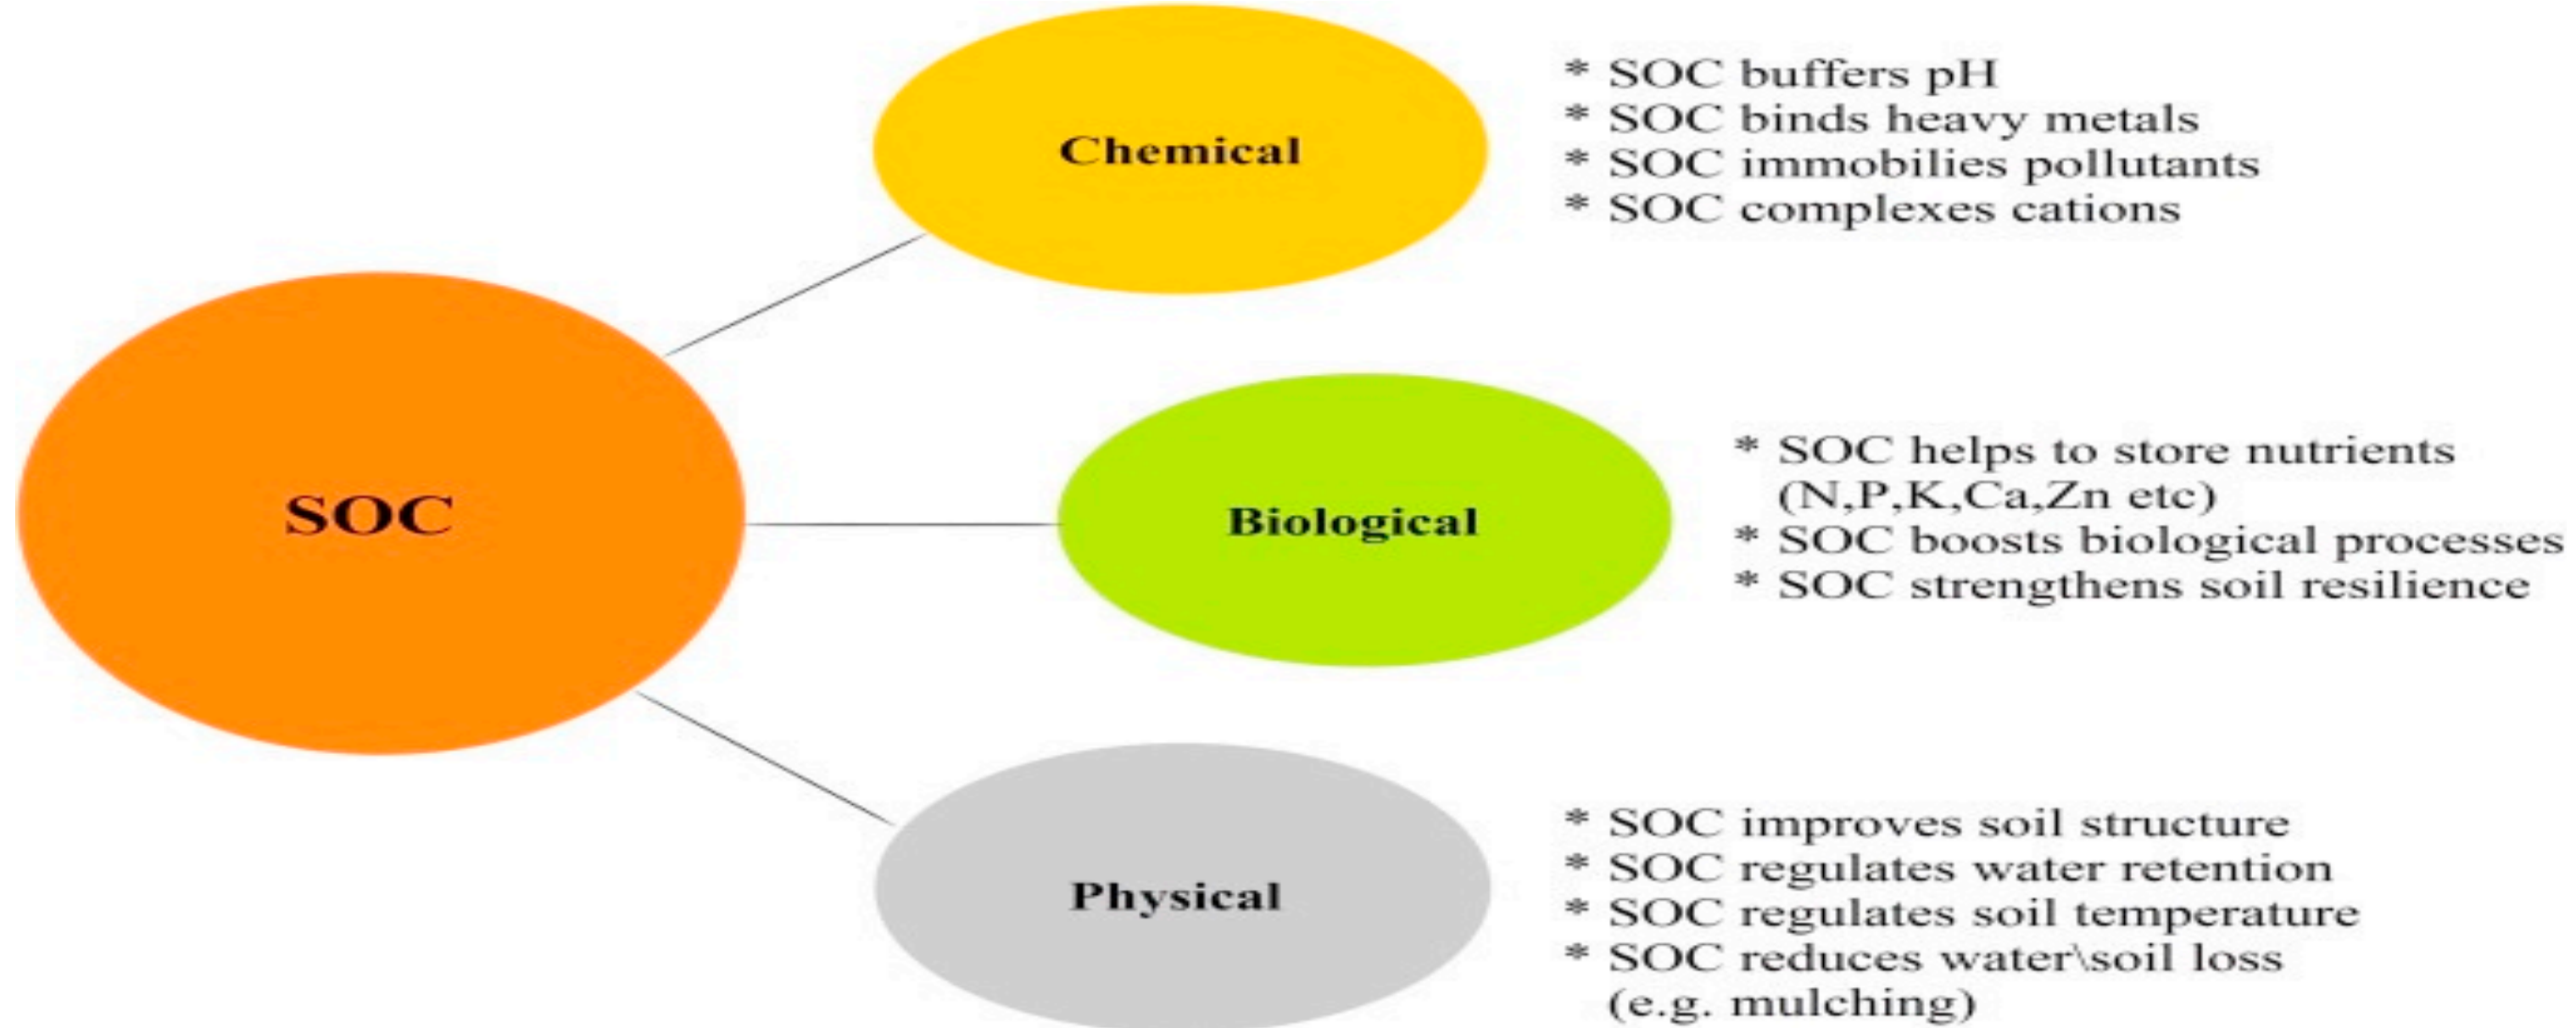 Chemical
* SOC buffers pH
* SOC binds heavy metals
* SOC immobilies pollutants
* SOC complexes cations
SOC
Biological
* SOC helps to store nutrients
(N,P,K,Ca,Zn etc)
* SOC boosts biological processes
* SOC strengthens soil resilience
Physical
* SOC improves soil structure
* SOC regulates water retention
* SOC regulates soil temperature
* SOC reduces water\soil loss
(e.g. mulching)